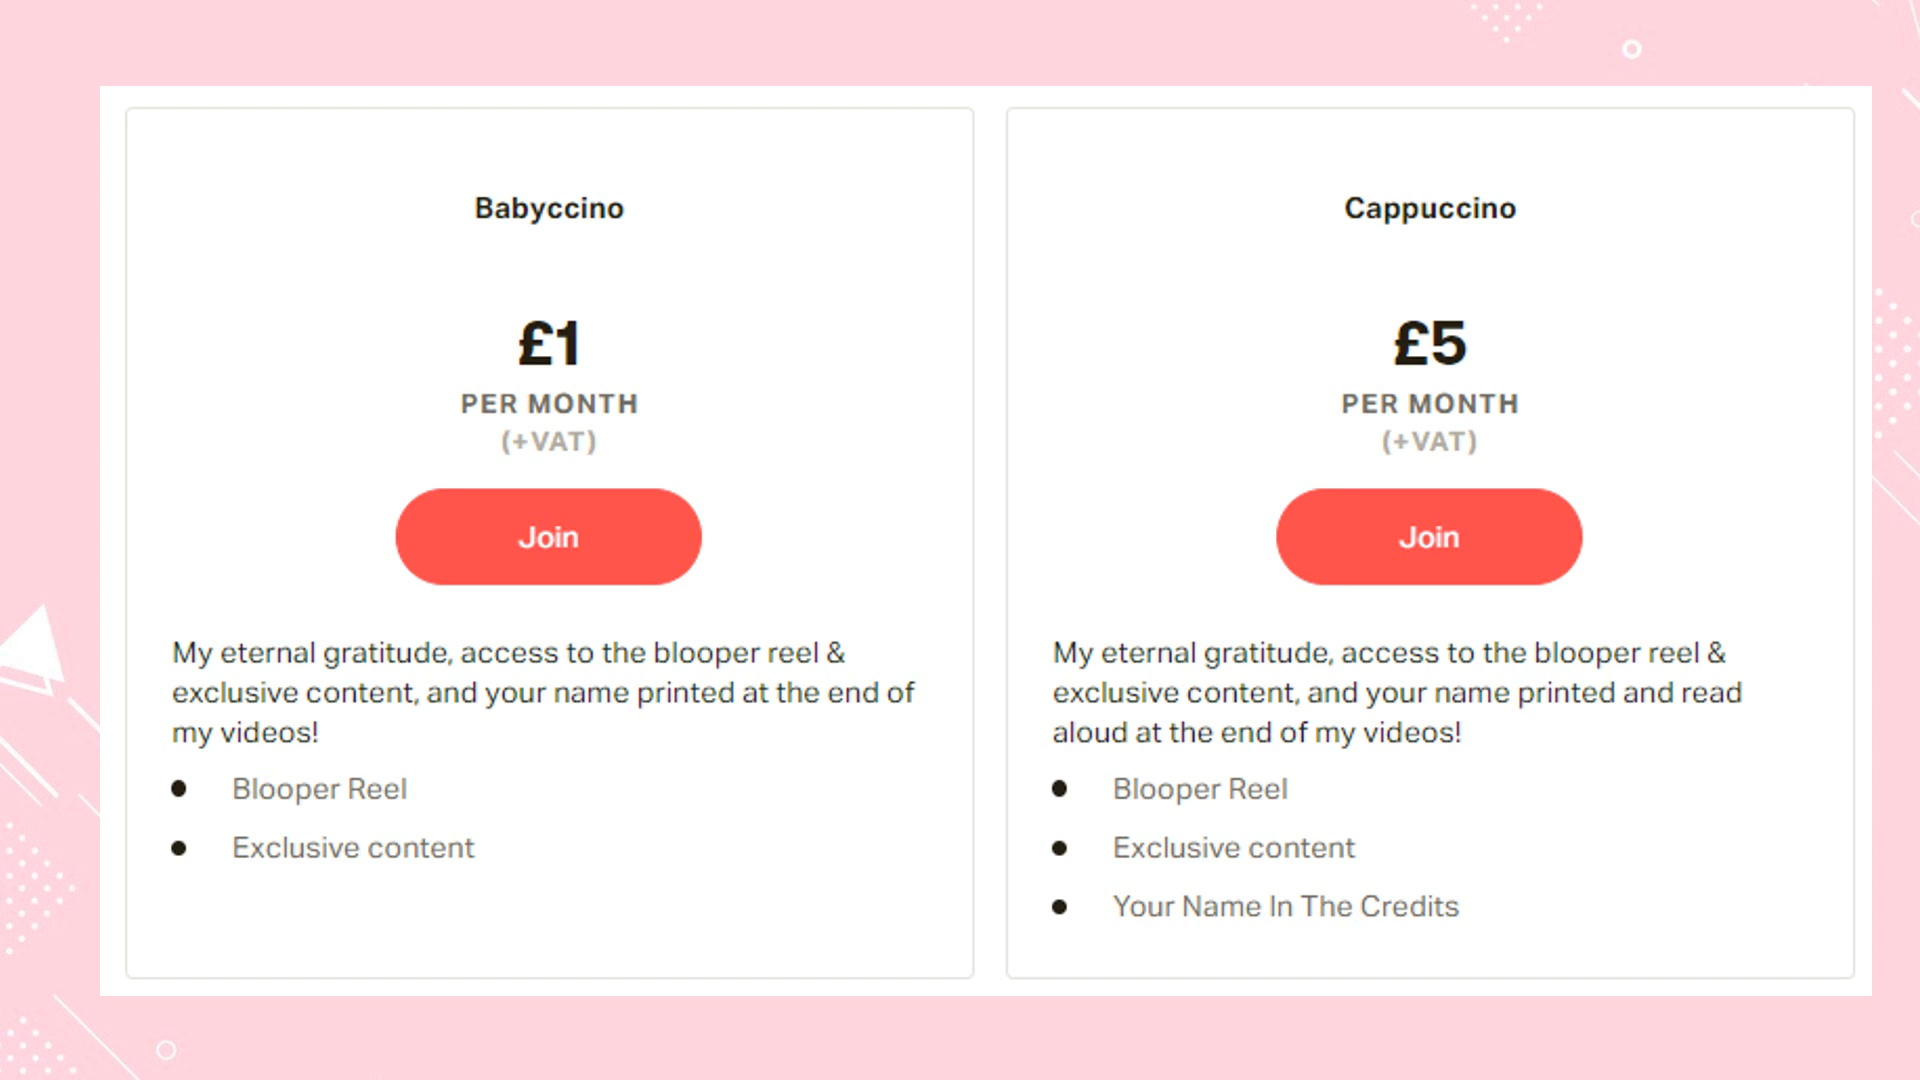 Babyccino
£1
PER MONTH
(+VAT)
Join
My eternal gratitude, access to the blooper reel &
exclusive content, and your name printed at the end of
my videos!
Blooper Reel
Exclusive content
Cappuccino
£5
PER MONTH
(+VAT)
Join
My eternal gratitude, access to the blooper reel &
exclusive content, and your name printed and read
aloud at the end of my videos!
Blooper Reel
Exclusive content
Your Name In The Credits